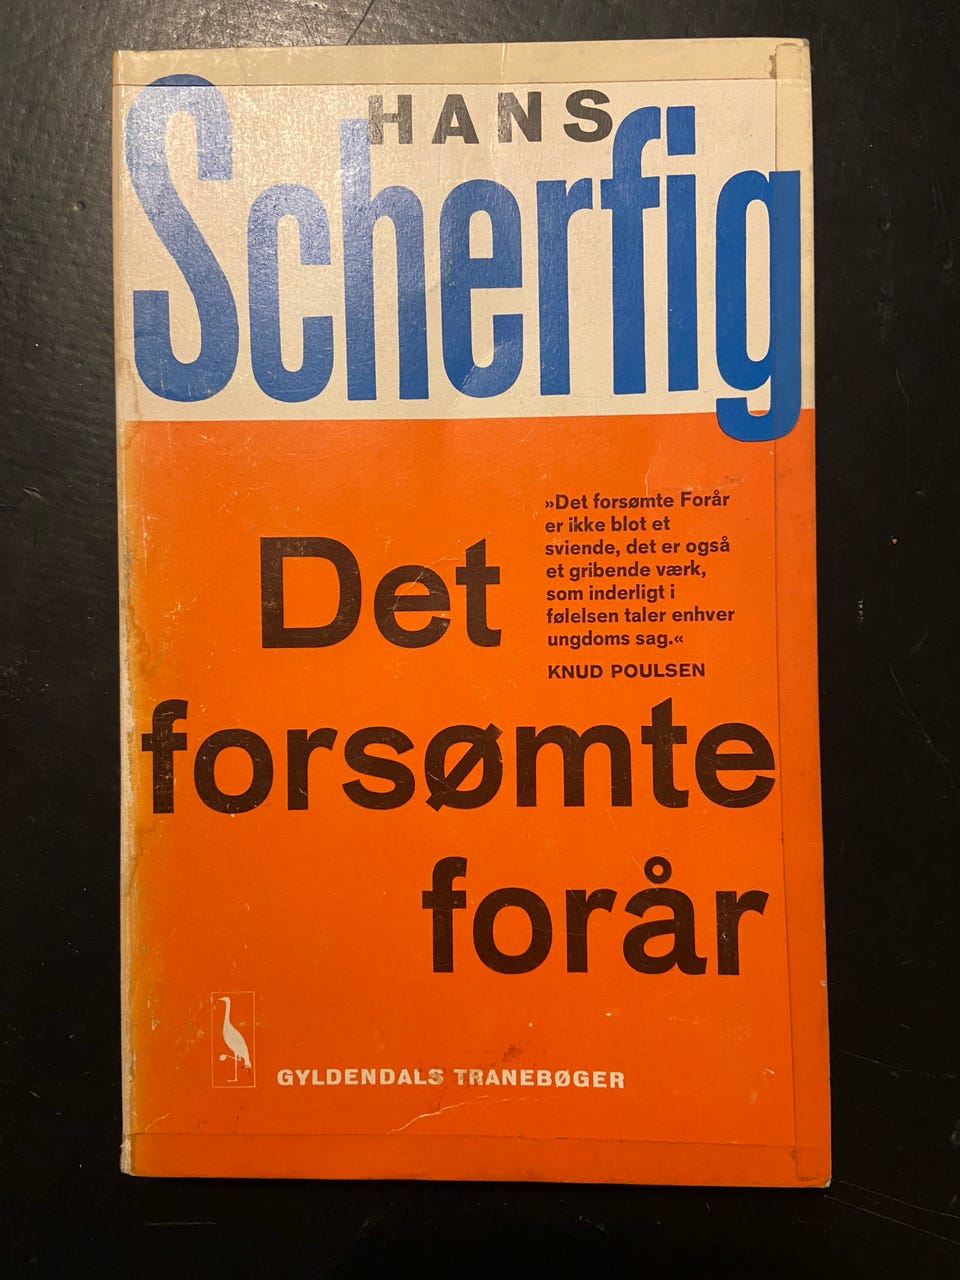 HANS
Scherfig
»Det forsømte Forår
er ikke blot et
sviende, det er også
et gribende værk,
som inderligt i
følelsen taler enhver
ungdoms sag.«
KNUD POULSEN
Det
forsømte
forår
GYLDENDALS TRANEBØGER